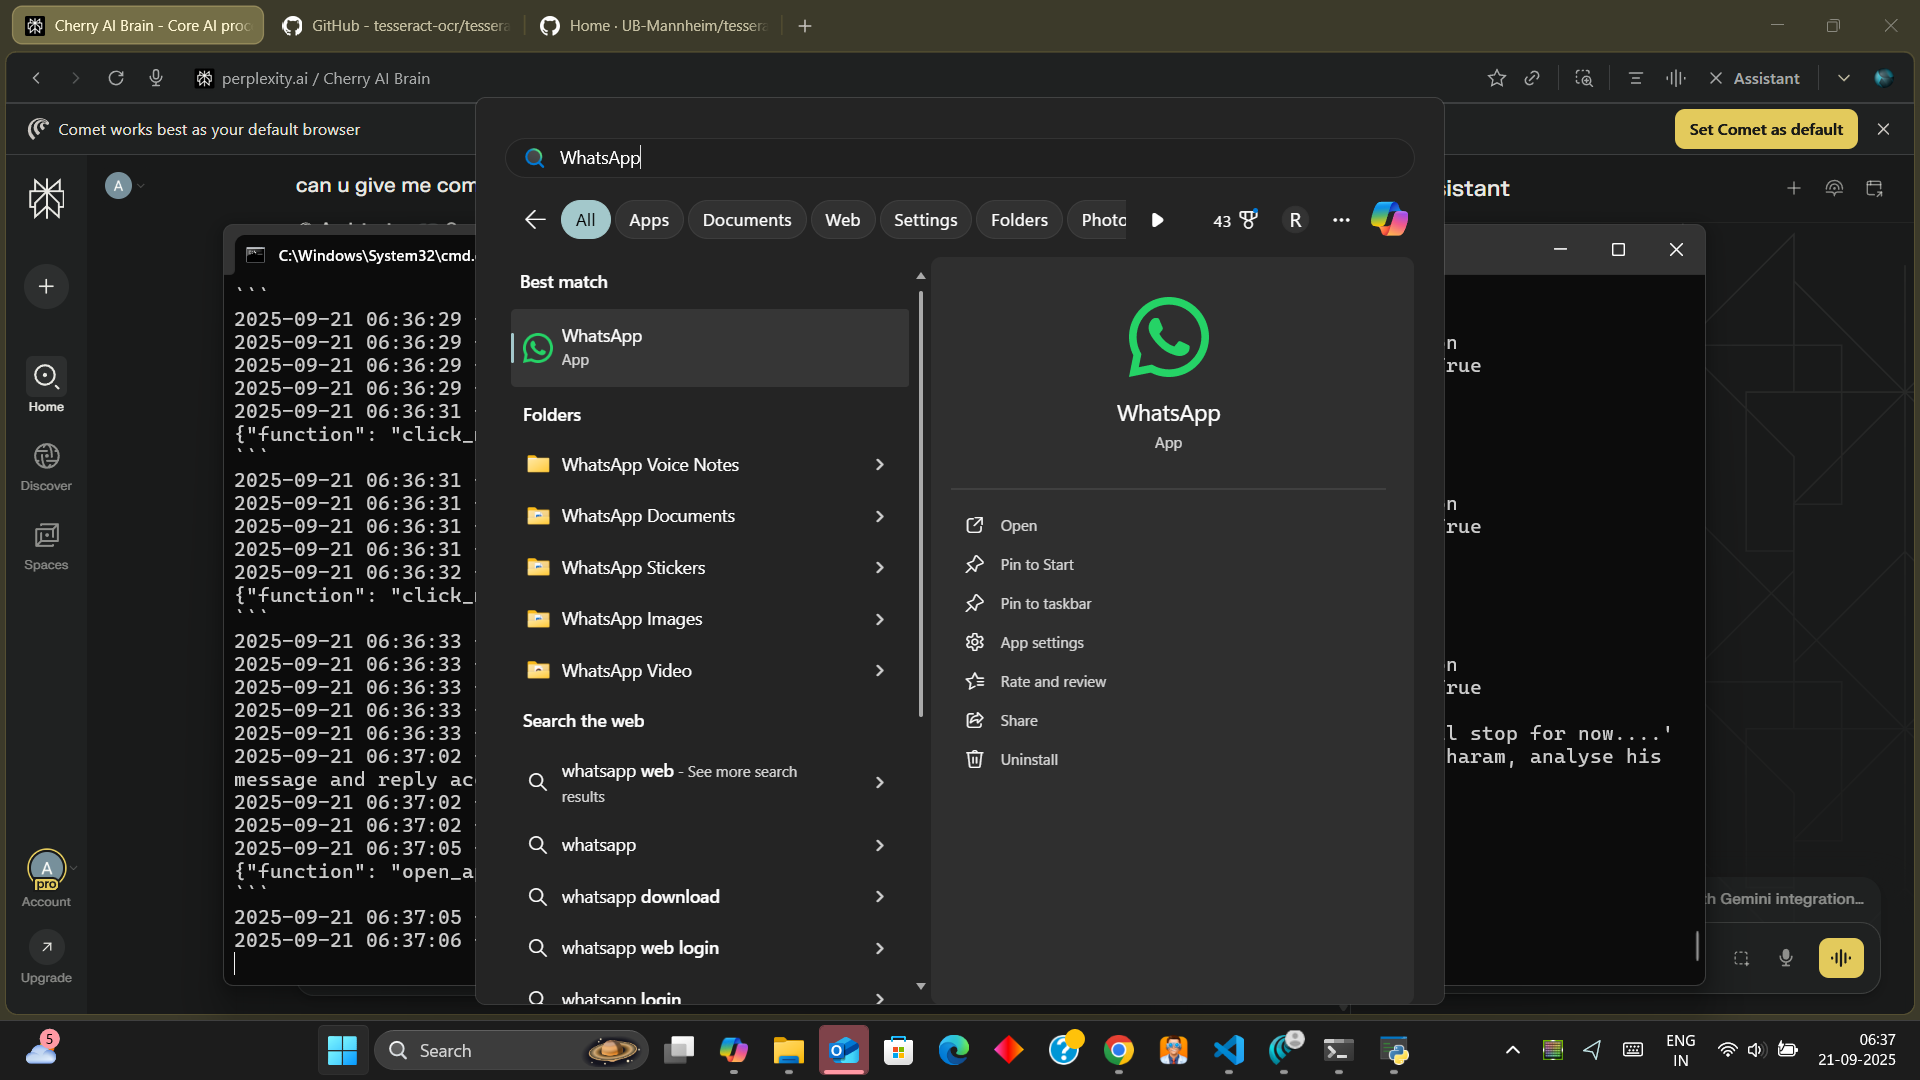 Cherry AI Brain - Core AI proc
GitHub - tesseract-ocr/tessera
Home · UB-Mannheim/tessera
perplexity.ai / Cherry AI Brain
Assistant
Comet works best as your default browser
Set Comet as default
A
can u give me com
istant
Home
Discover
Spaces
A
pro
Account
Upgrade
C:\Windows\System32\cmd.
```
2025-09-21 06:36:29
2025-09-21 06:36:29
2025-09-21 06:36:29
2025-09-21 06:36:29
2025-09-21 06:36:31
{"function": "click_
```
2025-09-21 06:36:31
2025-09-21 06:36:31
2025-09-21 06:36:31
2025-09-21 06:36:31
2025-09-21 06:36:32
{"function": "click_
```
2025-09-21 06:36:33
2025-09-21 06:36:33
2025-09-21 06:36:33
2025-09-21 06:36:33
2025-09-21 06:36:33
2025-09-21 06:37:02
message and reply ac
2025-09-21 06:37:02
2025-09-21 06:37:02
2025-09-21 06:37:05
{"function": "open_a
```
2025-09-21 06:37:05
2025-09-21 06:37:06
WhatsApp
All
Apps
Documents
Web
Settings
Folders
Photo
43
R
Best match
WhatsApp
App
Folders
WhatsApp Voice Notes
WhatsApp Documents
WhatsApp Stickers
WhatsApp Images
WhatsApp Video
Search the web
whatsapp web - See more search
results
whatsapp
whatsapp download
whatsapp web login
whatsapp login
WhatsApp
App
Open
Pin to Start
Pin to taskbar
App settings
Rate and review
Share
Uninstall
n
rue
n
rue
n
rue
l stop for now....'
haram, analyse his
h Gemini integration...
5
Search
ENG
IN
06:37
21-09-2025